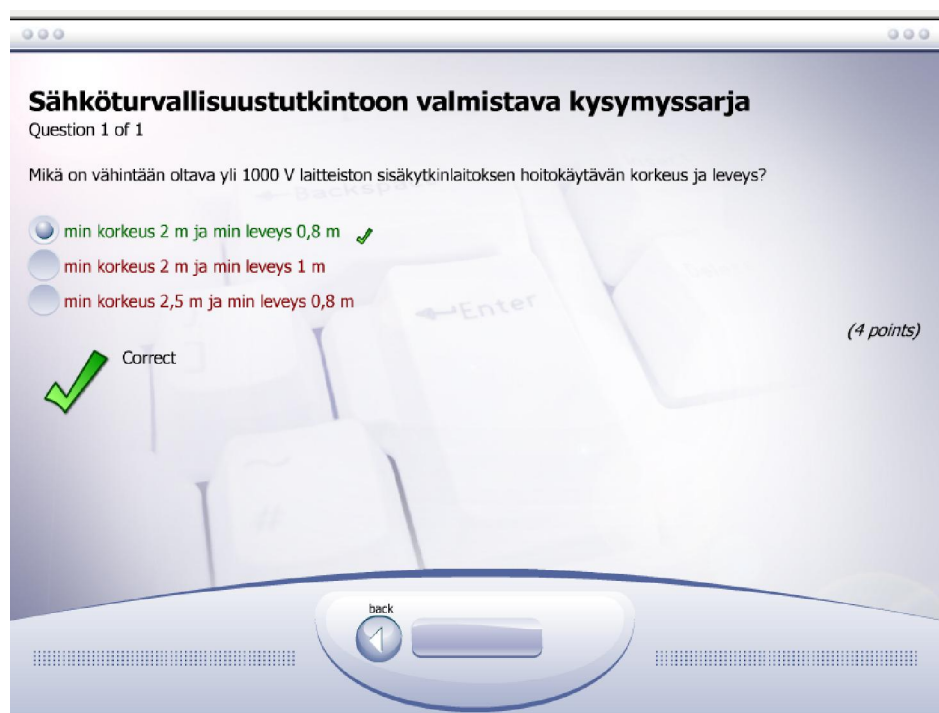 Sähköturvallisuustutkintoon valmistava kysymyssarja
Question 1 of 1
Mikä on vähintään oltava yli 1000 V laitteiston sisäkytkinlaitoksen hoitokäytävän korkeus ja leveys?
min korkeus 2 m ja min leveys 0,8 m
min korkeus 2 m ja min leveys 1 m
min korkeus 2,5 m ja min leveys 0,8 m
(4 points)
Correct
Backspace
Enter
back